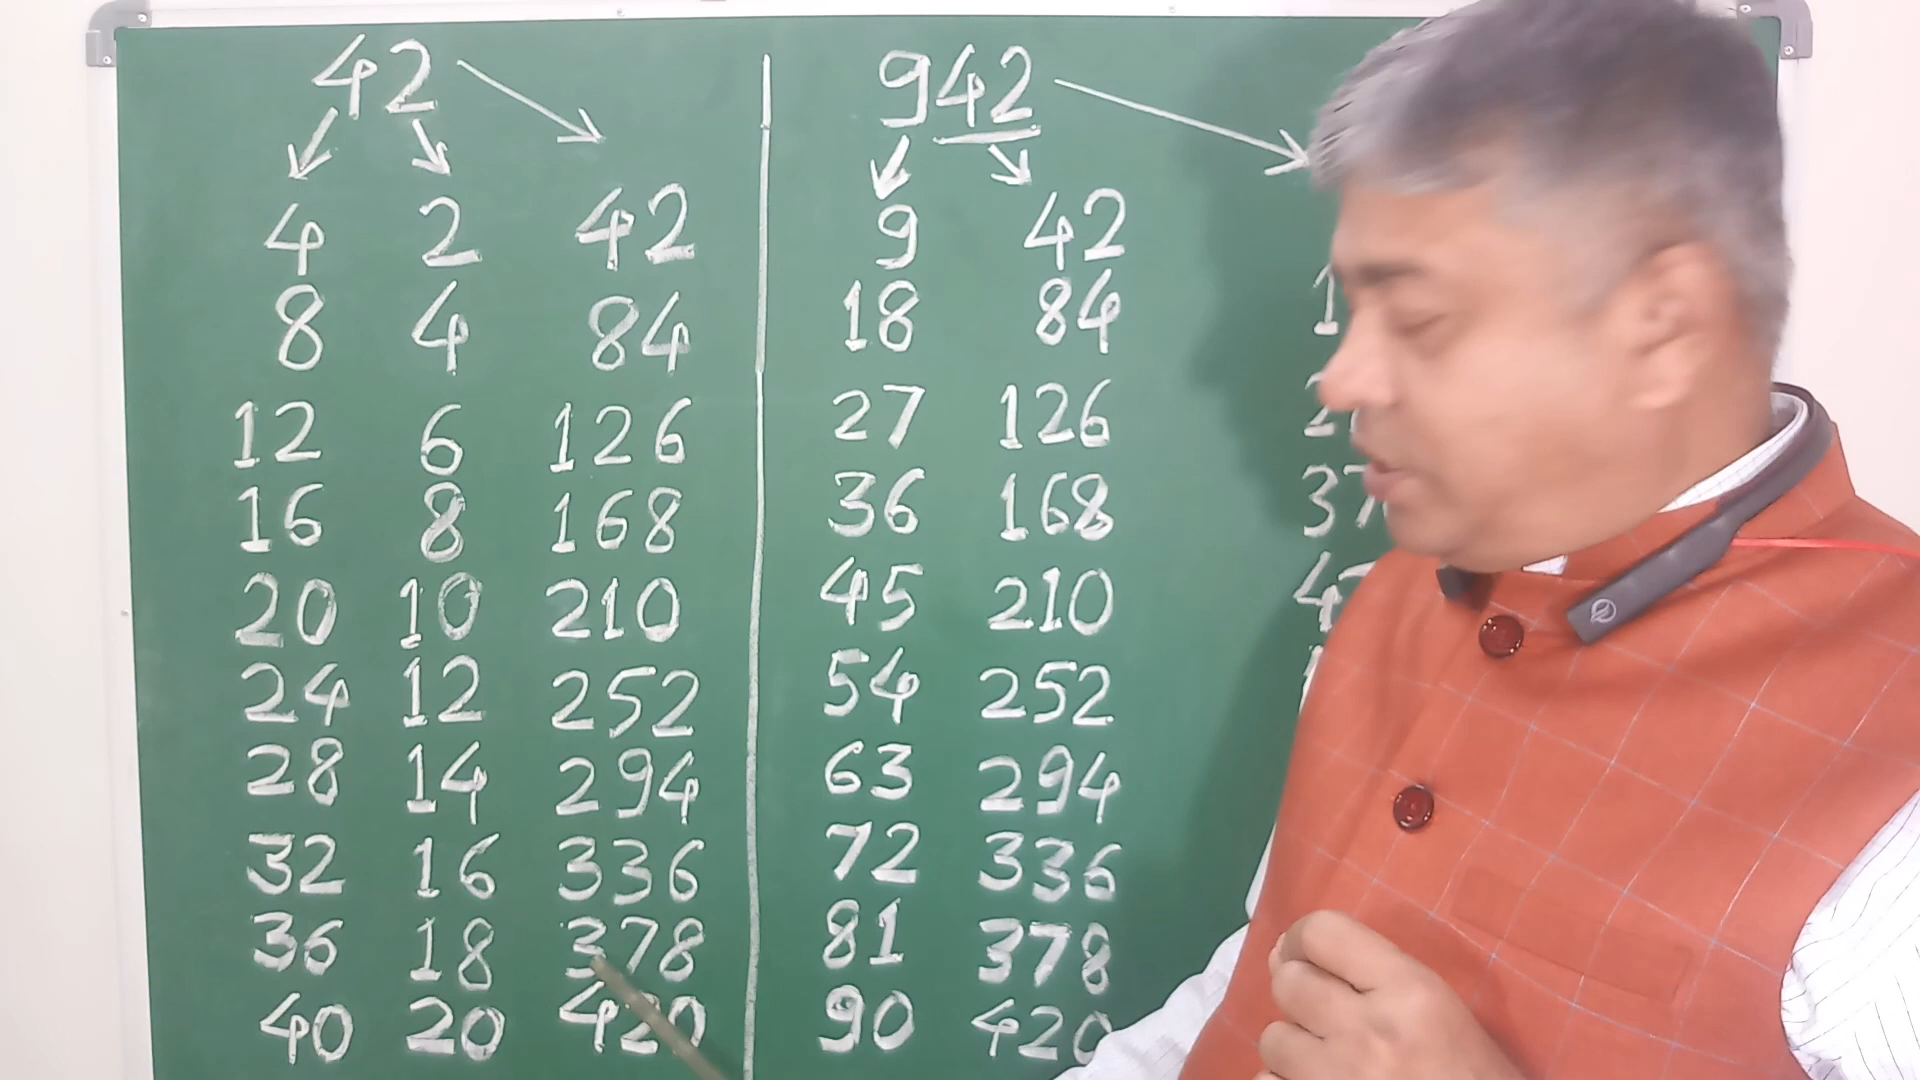 42 942
4 2 42 9 42
8 4 84 18 84
12 6 126 27 126
16 8 168 36 168 37
20 10 210 45 210
24 12 252 54 252
28 14 294 63 294
32 16 336 72 336
36 18 378 81 378
40 20 420 90 420